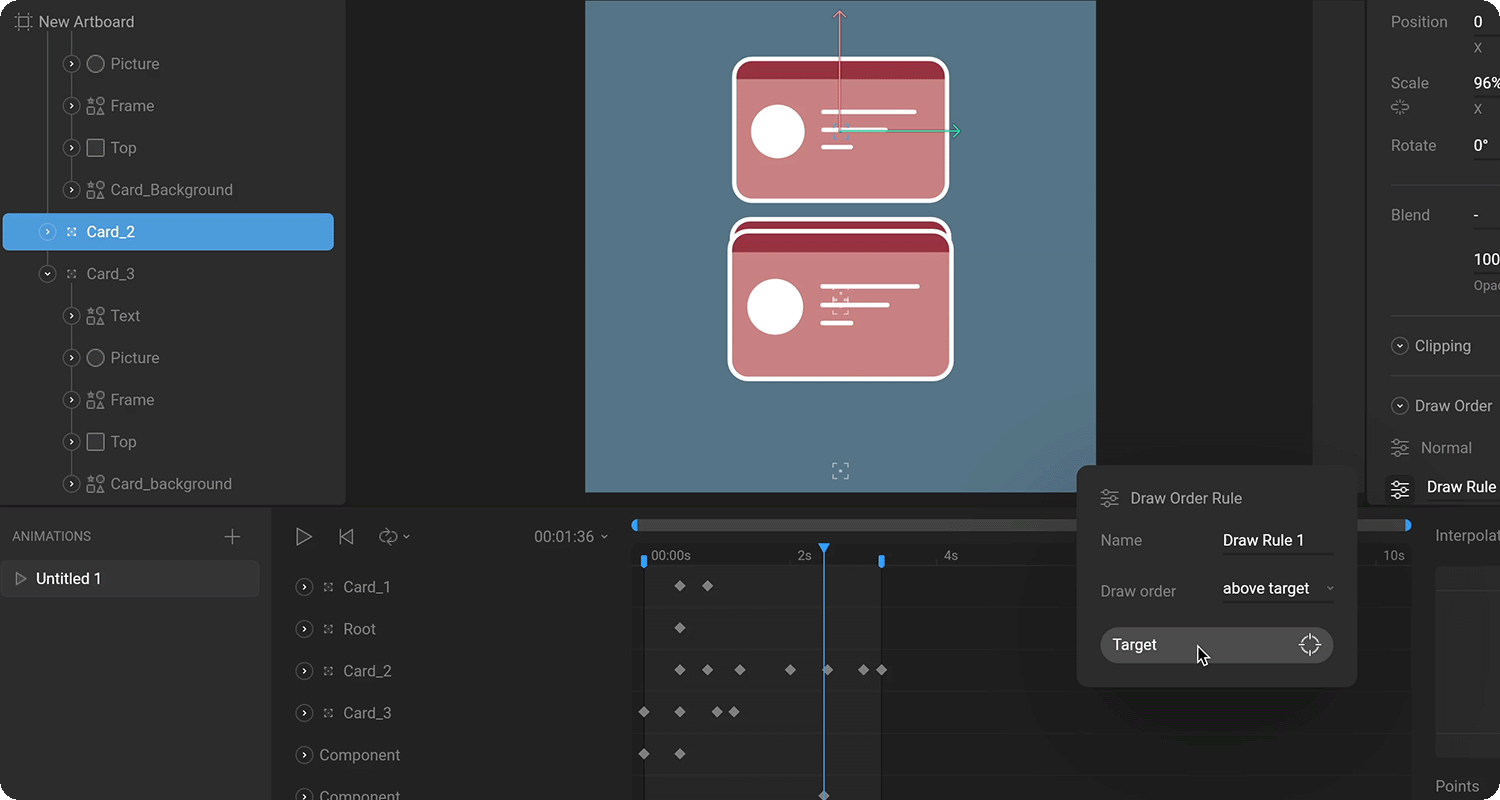 New Artboard
Picture
Frame
Top
Card_Background
Card_2
Card_3
Text
Picture
Frame
Top
Card_background
Position 0
X
Scale 96%
X
Rotate 0°
Blend -
100
Opac
Clipping
Draw Order
Normal
Draw Rule
Draw Order Rule
Name Draw Rule 1
Draw order above target
Target
ANIMATIONS
Untitled 1
00:01:36
00:00s 2s 4s 10s
Card_1
Root
Card_2
Card_3
Component
Component
Interpolat
Points